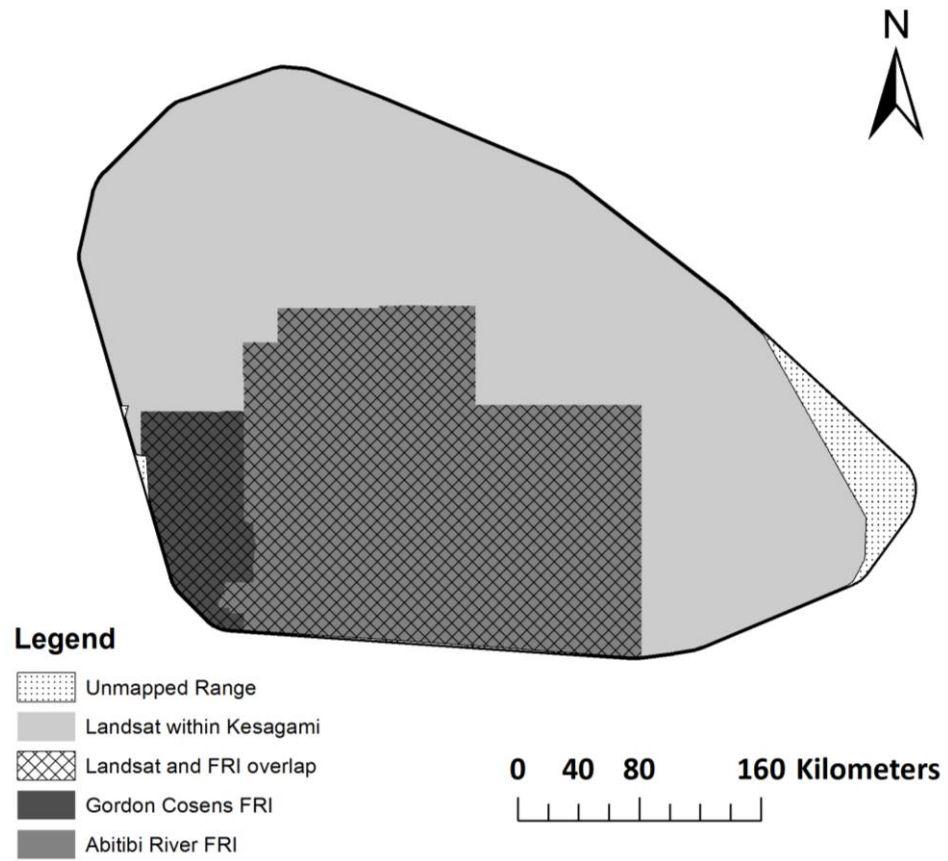 N
Legend
Unmapped Range
Landsat within Kesagami
Landsat and FRI overlap
Gordon Cosens FRI
Abitibi River FRI
0 40 80 160 Kilometers